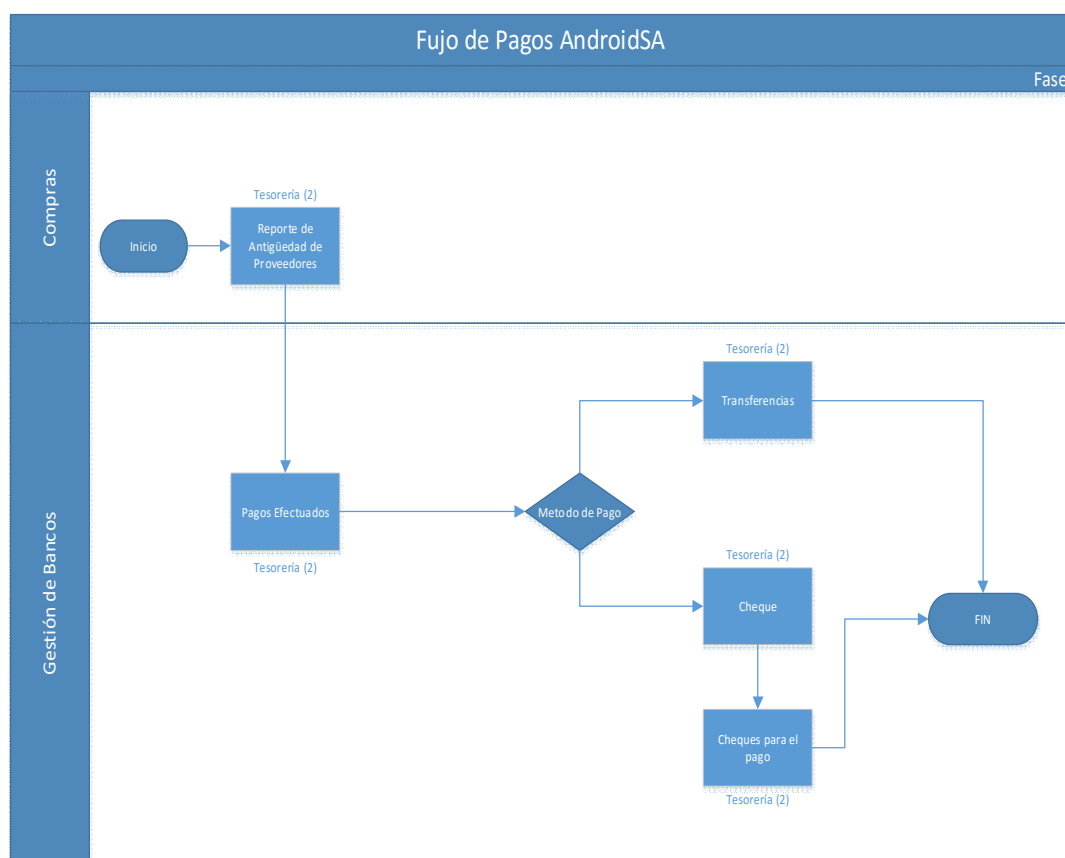 Fujo de Pagos AndroidSA
Fase
Compras
Tesorería (2)
Inicio
Reporte de
Antigüedad de
Proveedores
Gestión de Bancos
Tesorería (2)
Transferencias
Pagos Efectuados
Tesorería (2)
Metodo de Pago
Tesorería (2)
Cheque
FIN
Cheques para el
pago
Tesorería (2)